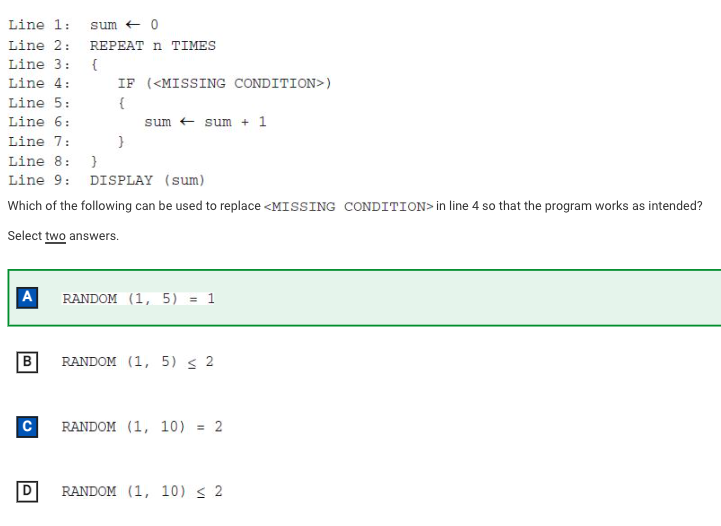 Line 1: sum ← 0
Line 2: REPEAT n TIMES
Line 3: {
Line 4: IF (<MISSING CONDITION>)
Line 5: {
Line 6: sum ← sum + 1
Line 7: }
Line 8: }
Line 9: DISPLAY (sum)
Which of the following can be used to replace <MISSING CONDITION> in line 4 so that the program works as intended?
Select two answers.
A RANDOM (1, 5) = 1
B RANDOM (1, 5) ≤ 2
C RANDOM (1, 10) = 2
D RANDOM (1, 10) ≤ 2